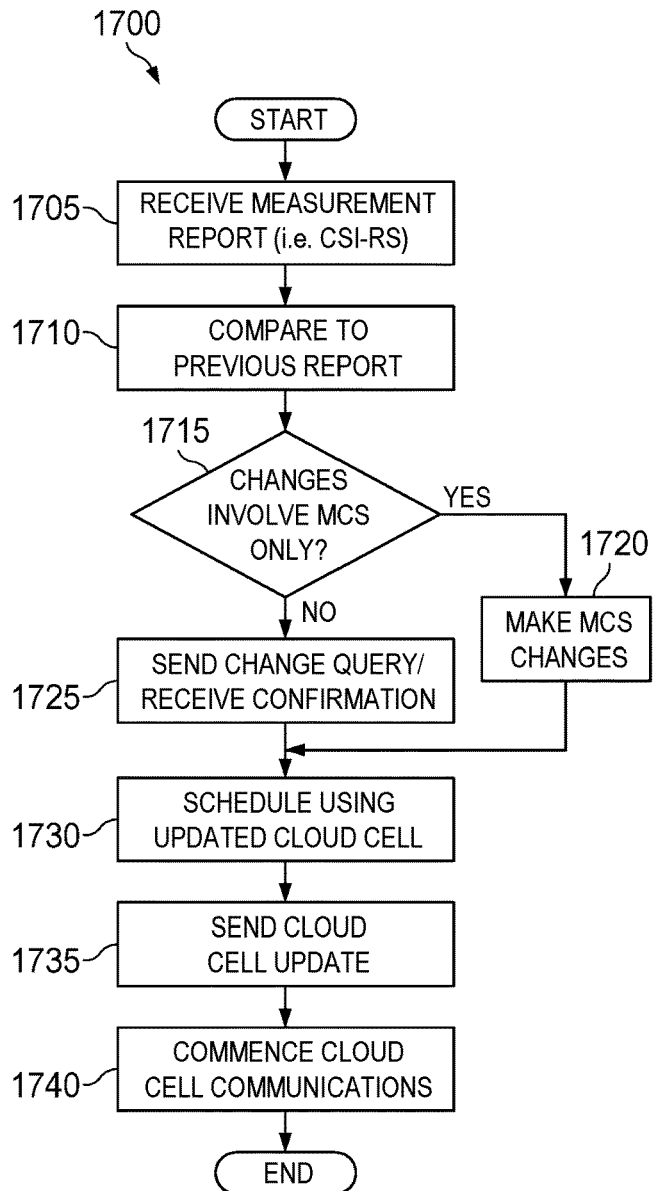 1700
START
1705
RECEIVE MEASUREMENT
REPORT (i.e. CSI-RS)
1710
COMPARE TO
PREVIOUS REPORT
1715
CHANGES
INVOLVE MCS
ONLY?
YES
1720
MAKE MCS
CHANGES
NO
1725
SEND CHANGE QUERY/
RECEIVE CONFIRMATION
1730
SCHEDULE USING
UPDATED CLOUD CELL
1735
SEND CLOUD
CELL UPDATE
1740
COMMENCE CLOUD
CELL COMMUNICATIONS
END